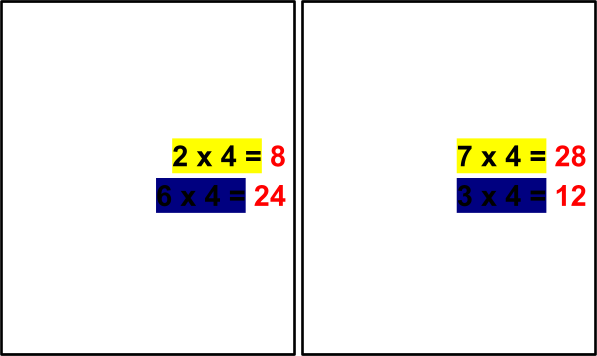 2 x 4 = 8
6 x 4 = 24
7 x 4 = 28
3 x 4 = 12